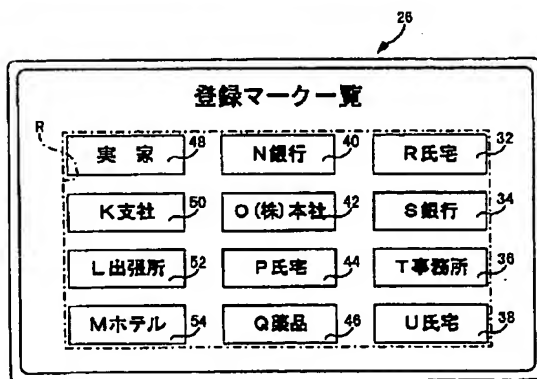 26
登録マーク一覧
R
実 家 48 N銀行 40 R氏宅 32
K支社 50 O(株)本社 42 S銀行 34
L出張所 52 P氏宅 44 T事務所 36
Mホテル 54 Q薬品 46 U氏宅 38